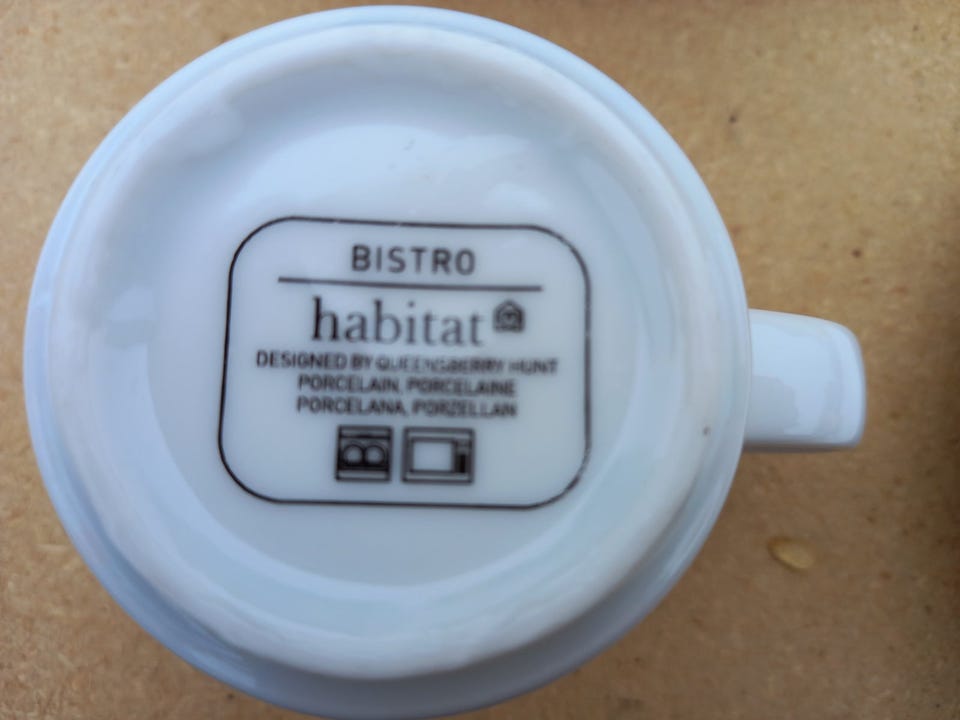 BISTRO
habitat
DESIGNED BY QUEENSBERRY HUNT
PORCELAIN, PORCELAINE
PORCELANA, PORZELLAN